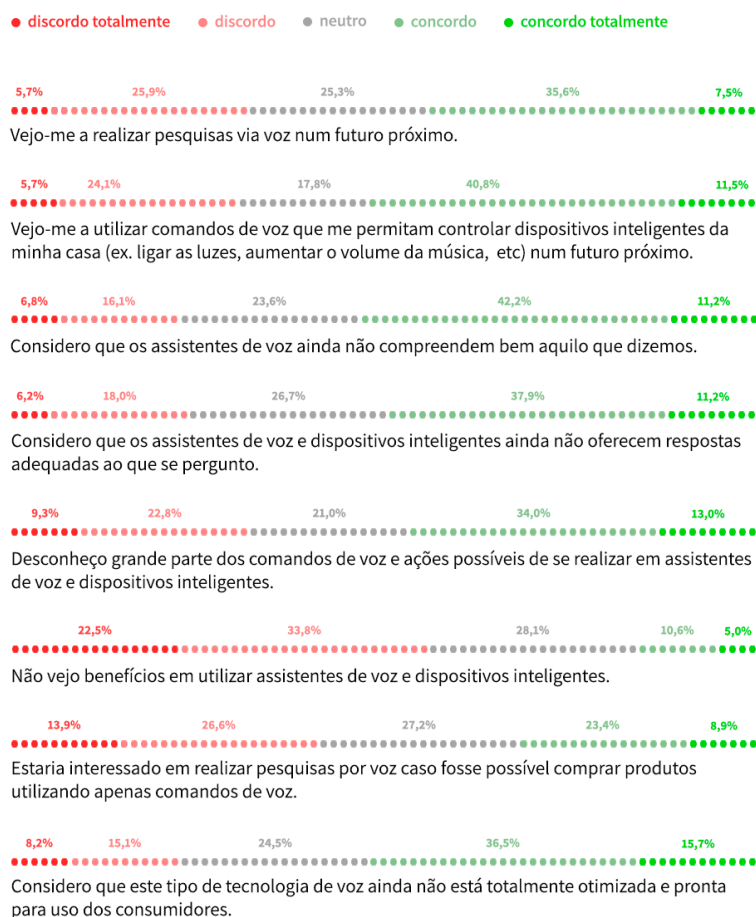 discordo totalmente discordo neutro concordo concordo totalmente
5,7% 25,9% 25,3% 35,6% 7,5%
Vejo-me a realizar pesquisas via voz num futuro próximo.
5,7% 24,1% 17,8% 40,8% 11,5%
Vejo-me a utilizar comandos de voz que me permitam controlar dispositivos inteligentes da
minha casa (ex. ligar as luzes, aumentar o volume da música, etc) num futuro próximo.
6,8% 16,1% 23,6% 42,2% 11,2%
Considero que os assistentes de voz ainda não compreendem bem aquilo que dizemos.
6,2% 18,0% 26,7% 37,9% 11,2%
Considero que os assistentes de voz e dispositivos inteligentes ainda não oferecem respostas
adequadas ao que se pergunto.
9,3% 22,8% 21,0% 34,0% 13,0%
Desconheço grande parte dos comandos de voz e ações possíveis de se realizar em assistentes
de voz e dispositivos inteligentes.
22,5% 33,8% 28,1% 10,6% 5,0%
Não vejo benefícios em utilizar assistentes de voz e dispositivos inteligentes.
13,9% 26,6% 27,2% 23,4% 8,9%
Estaria interessado em realizar pesquisas por voz caso fosse possível comprar produtos
utilizando apenas comandos de voz.
8,2% 15,1% 24,5% 36,5% 15,7%
Considero que este tipo de tecnologia de voz ainda não está totalmente otimizada e pronta
para uso dos consumidores.